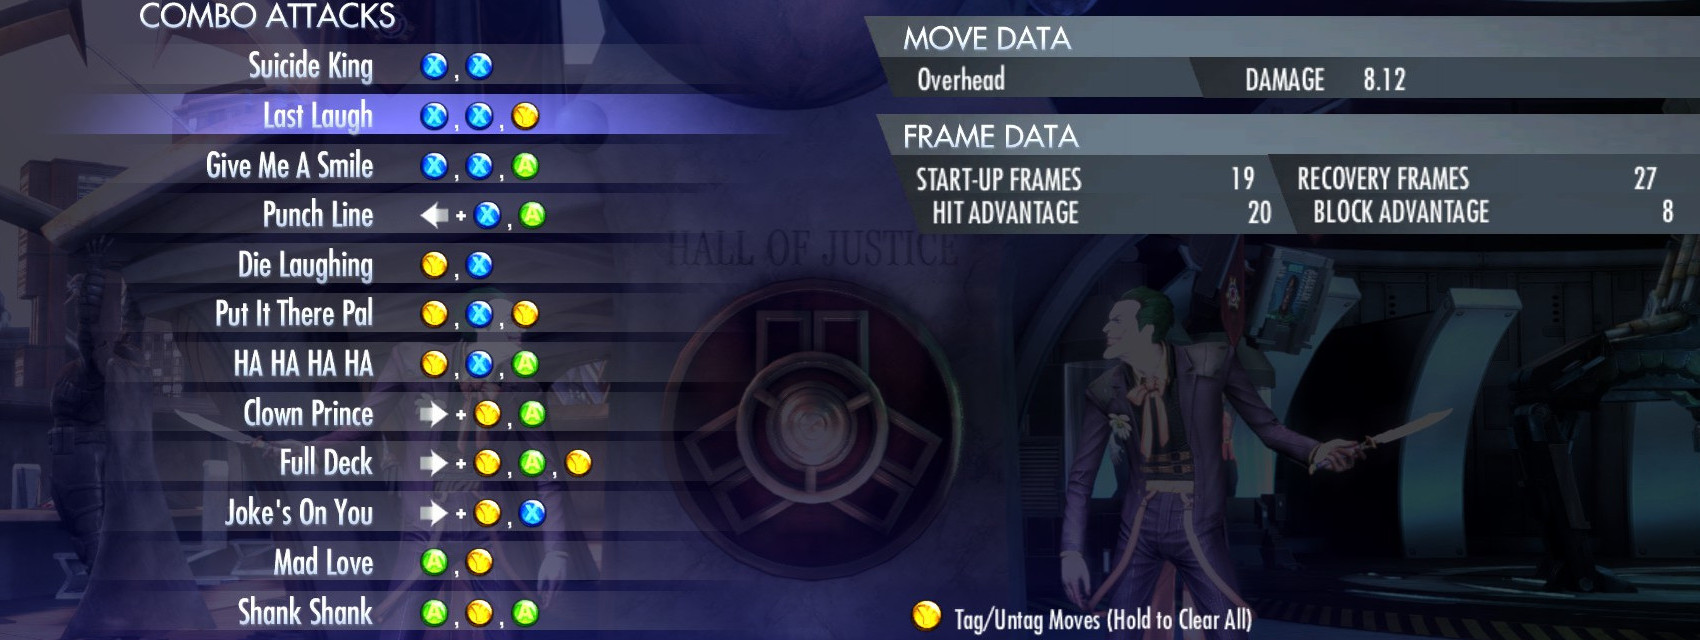 COMBO ATTACKS
Suicide King X , X
Last Laugh X , X , Y
Give Me A Smile X , X , A
Punch Line + X , A
Die Laughing Y , X
Put It There Pal Y , X , Y
HA HA HA HA Y , X , A
Clown Prince + Y , A
Full Deck + Y , A , Y
Joke's On You + Y , X
Mad Love A , Y
Shank Shank A , Y , A
MOVE DATA
Overhead DAMAGE 8.12
FRAME DATA
START-UP FRAMES 19 RECOVERY FRAMES 27
HIT ADVANTAGE 20 BLOCK ADVANTAGE 8
HALL OF JUSTICE
Y Tag/Untag Moves (Hold to Clear All)